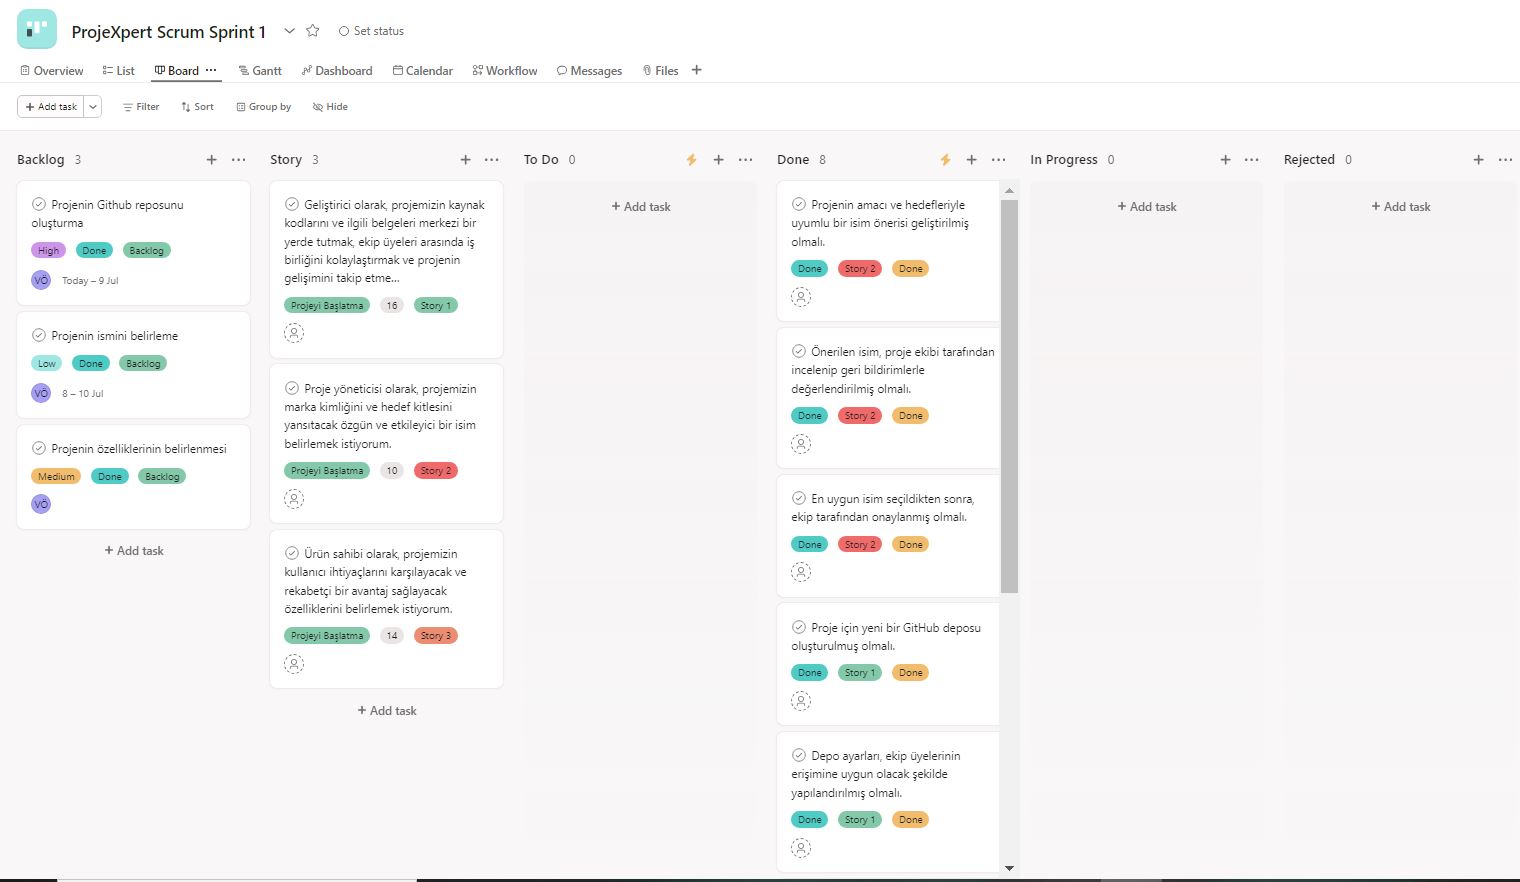 ProjeXpert Scrum Sprint 1
Set status
Overview
List
Board
Gantt
Dashboard
Calendar
Workflow
Messages
Files
Add task
Filter
Sort
Group by
Hide
Backlog 3
Projenin Github reposunu
oluşturma
High Done Backlog
VÖ Today – 9 Jul
Projenin ismini belirleme
Low Done Backlog
VÖ 8 – 10 Jul
Projenin özelliklerinin belirlenmesi
Medium Done Backlog
VÖ
+ Add task
Story 3
Geliştirici olarak, projemizin kaynak
kodlarını ve ilgili belgeleri merkezi bir
yerde tutmak, ekip üyeleri arasında iş
birliğini kolaylaştırmak ve projenin
gelişimini takip etme...
Projeyi Başlatma 16 Story 1
Proje yöneticisi olarak, projemizin
marka kimliğini ve hedef kitlesini
yansıtacak özgün ve etkileyici bir isim
belirlemek istiyorum.
Projeyi Başlatma 10 Story 2
Ürün sahibi olarak, projemizin
kullanıcı ihtiyaçlarını karşılayacak ve
rekabetçi bir avantaj sağlayacak
özelliklerini belirlemek istiyorum.
Projeyi Başlatma 14 Story 3
+ Add task
To Do 0
+ Add task
Done 8
Projenin amacı ve hedefleriyle
uyumlu bir isim önerisi geliştirilmiş
olmalı.
Done Story 2 Done
Önerilen isim, proje ekibi tarafından
incelenip geri bildirimlerle
değerlendirilmiş olmalı.
Done Story 2 Done
En uygun isim seçildikten sonra,
ekip tarafından onaylanmış olmalı.
Done Story 2 Done
Proje için yeni bir GitHub deposu
oluşturulmuş olmalı.
Done Story 1 Done
Depo ayarları, ekip üyelerinin
erişimine uygun olacak şekilde
yapılandırılmış olmalı.
Done Story 1 Done
In Progress 0
+ Add task
Rejected 0
+ Add task